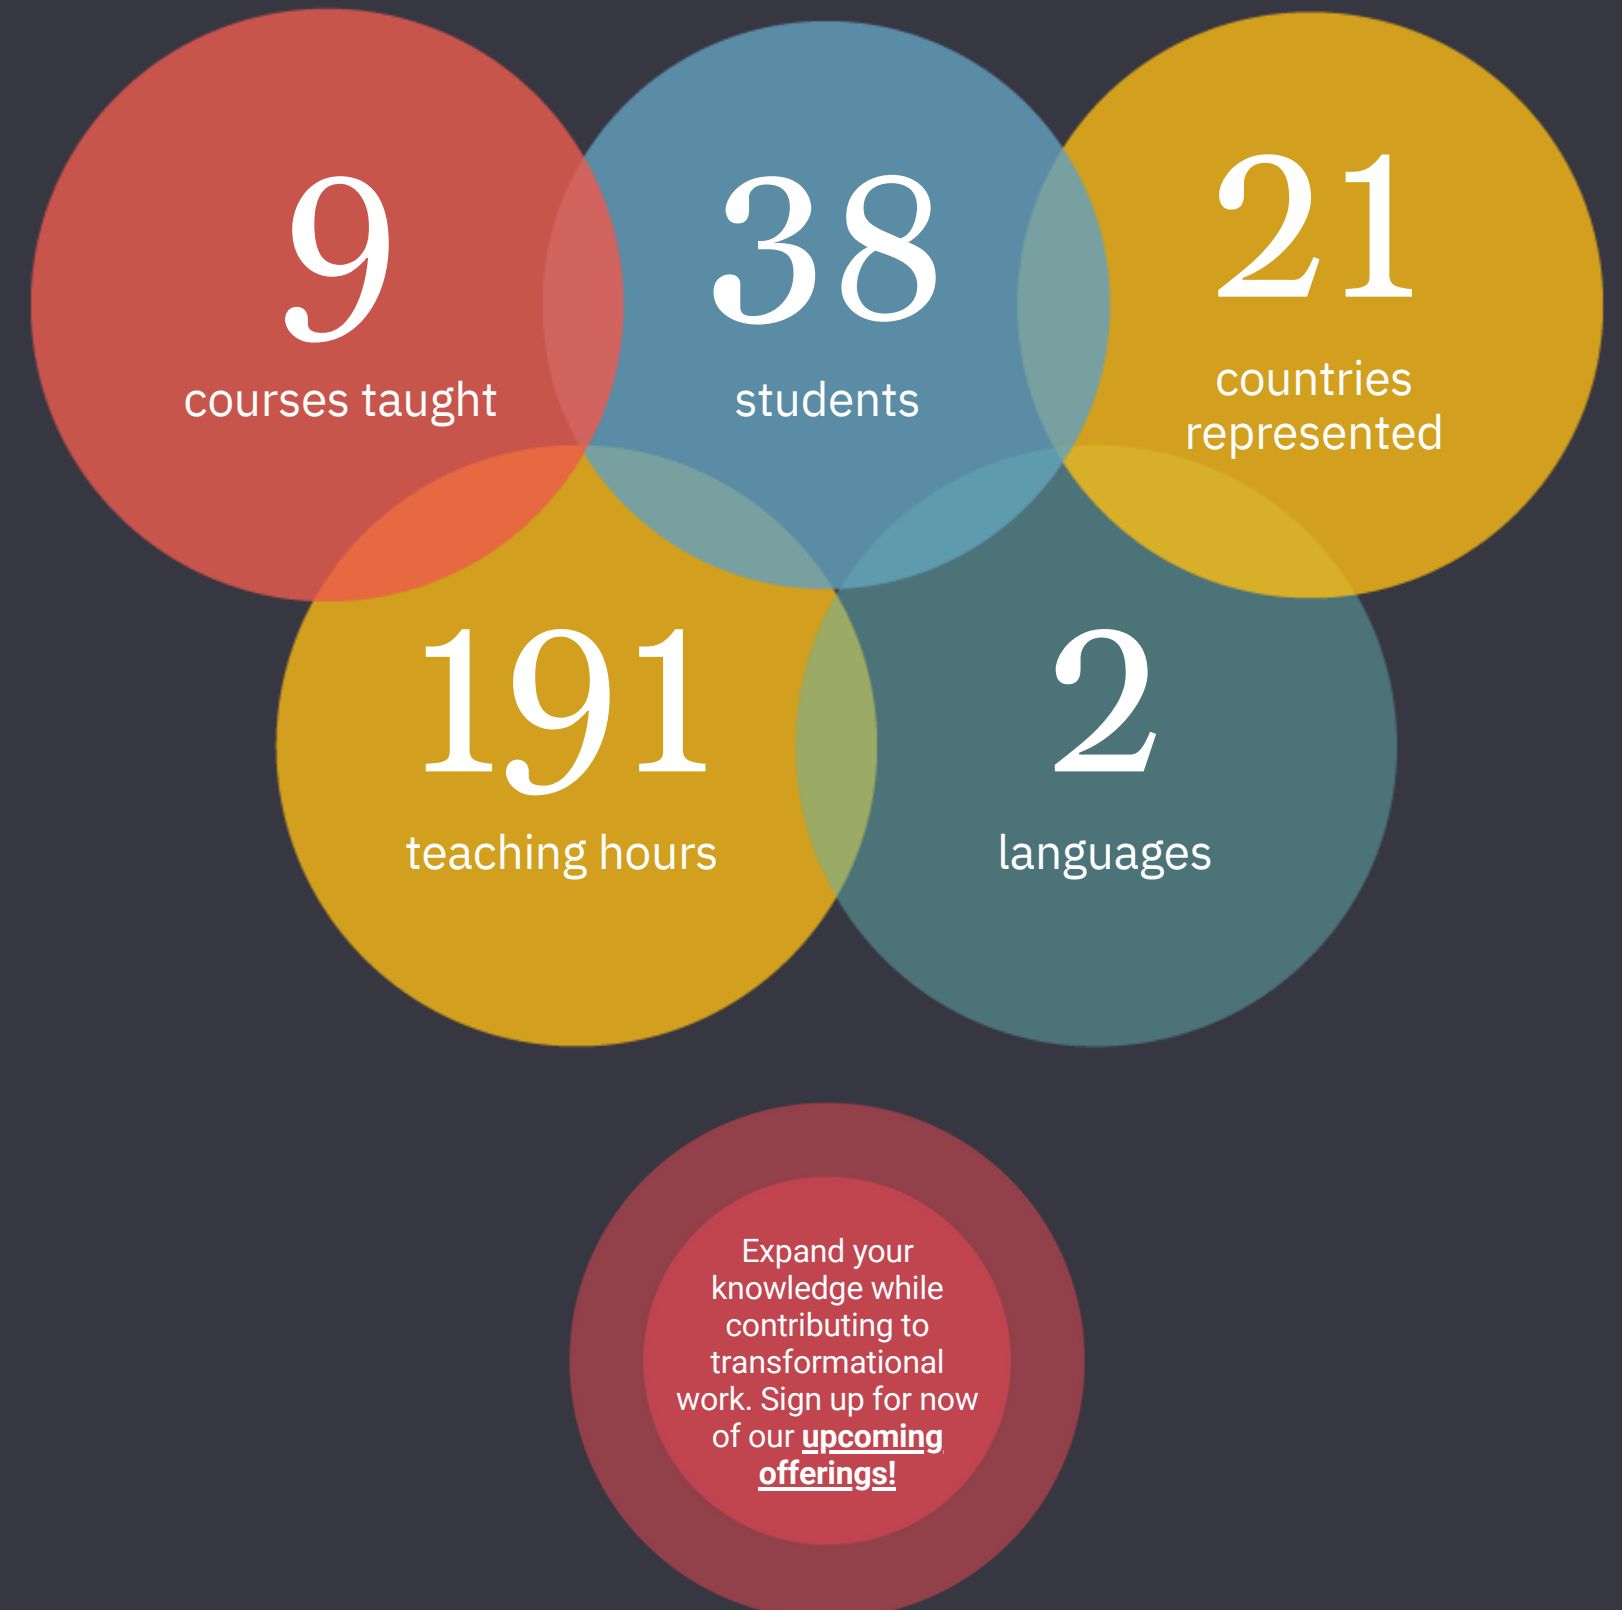 9
courses taught
38
students
21
countries
represented
191
teaching hours
2
languages
Expand your
knowledge while
contributing to
transformational
work. Sign up for now
of our upcoming
offerings!